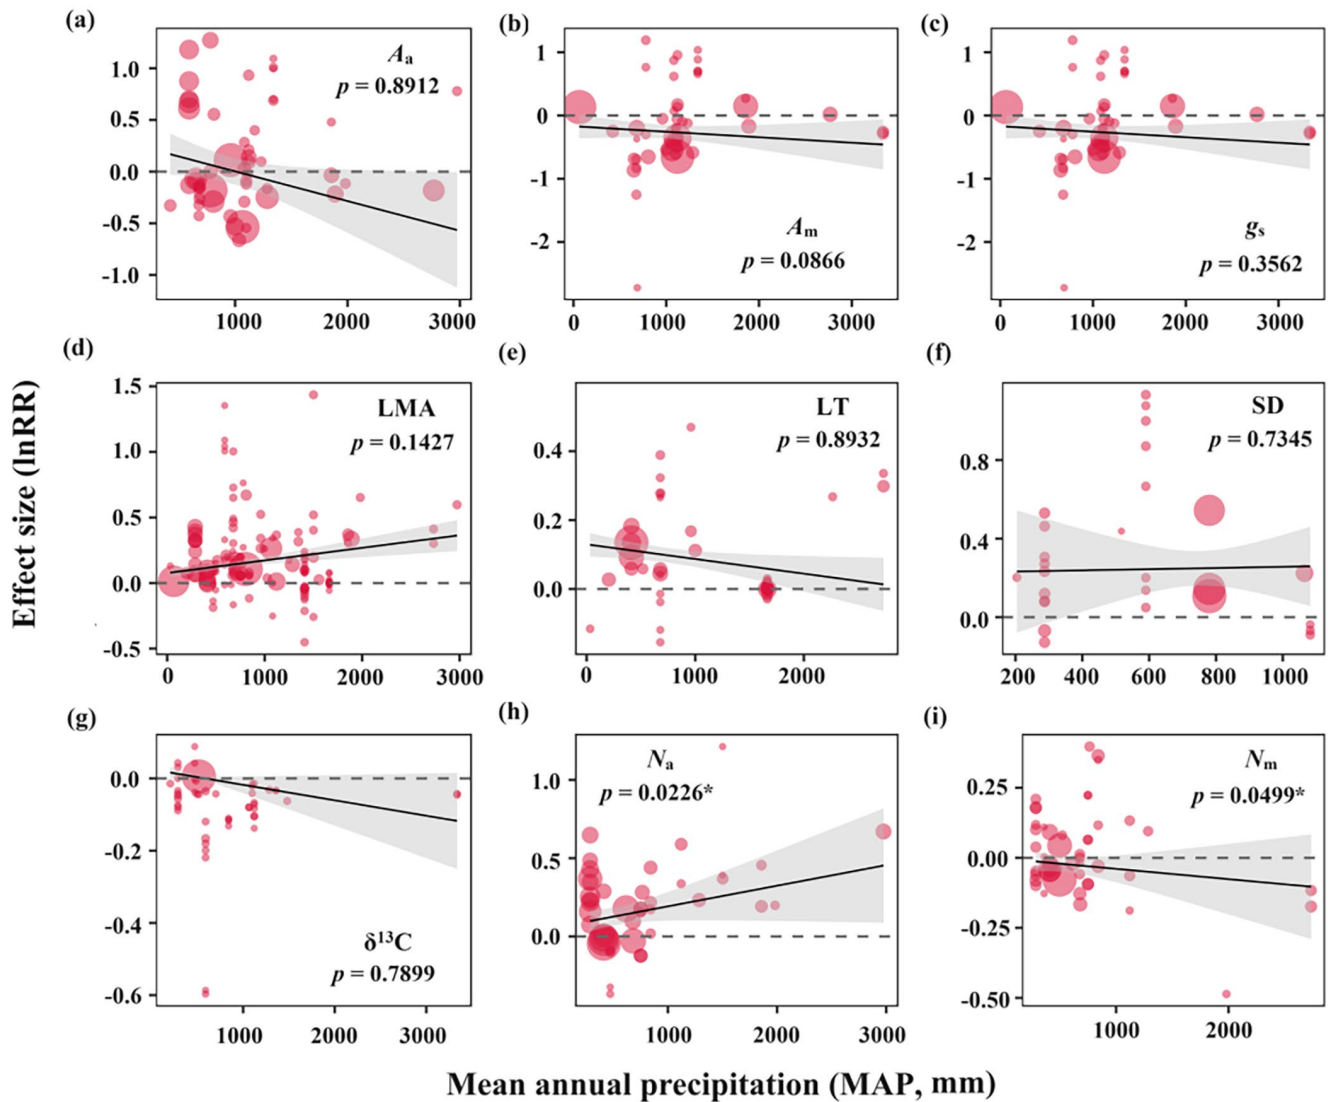 (a)
A_a
p = 0.8912
1.0
0.5
0.0
-0.5
-1.0
1000 2000 3000
(b)
1
0
-1
-2
A_m
p = 0.0866
0 1000 2000 3000
(c)
1
0
-1
-2
g_s
p = 0.3562
0 1000 2000 3000
Effect size (lnRR)
(d)
LMA
p = 0.1427
1.5
1.0
0.5
0.0
-0.5
0 1000 2000 3000
(e)
LT
p = 0.8932
0.4
0.2
0.0
0 1000 2000
(f)
SD
p = 0.7345
0.8
0.4
0.0
200 400 600 800 1000
(g)
0.0
-0.2
-0.4
-0.6
δ¹³C
p = 0.7899
1000 2000 3000
(h)
N_a
p = 0.0226*
1.0
0.5
0.0
1000 2000 3000
(i)
N_m
p = 0.0499*
0.25
0.00
-0.25
-0.50
1000 2000
Mean annual precipitation (MAP, mm)